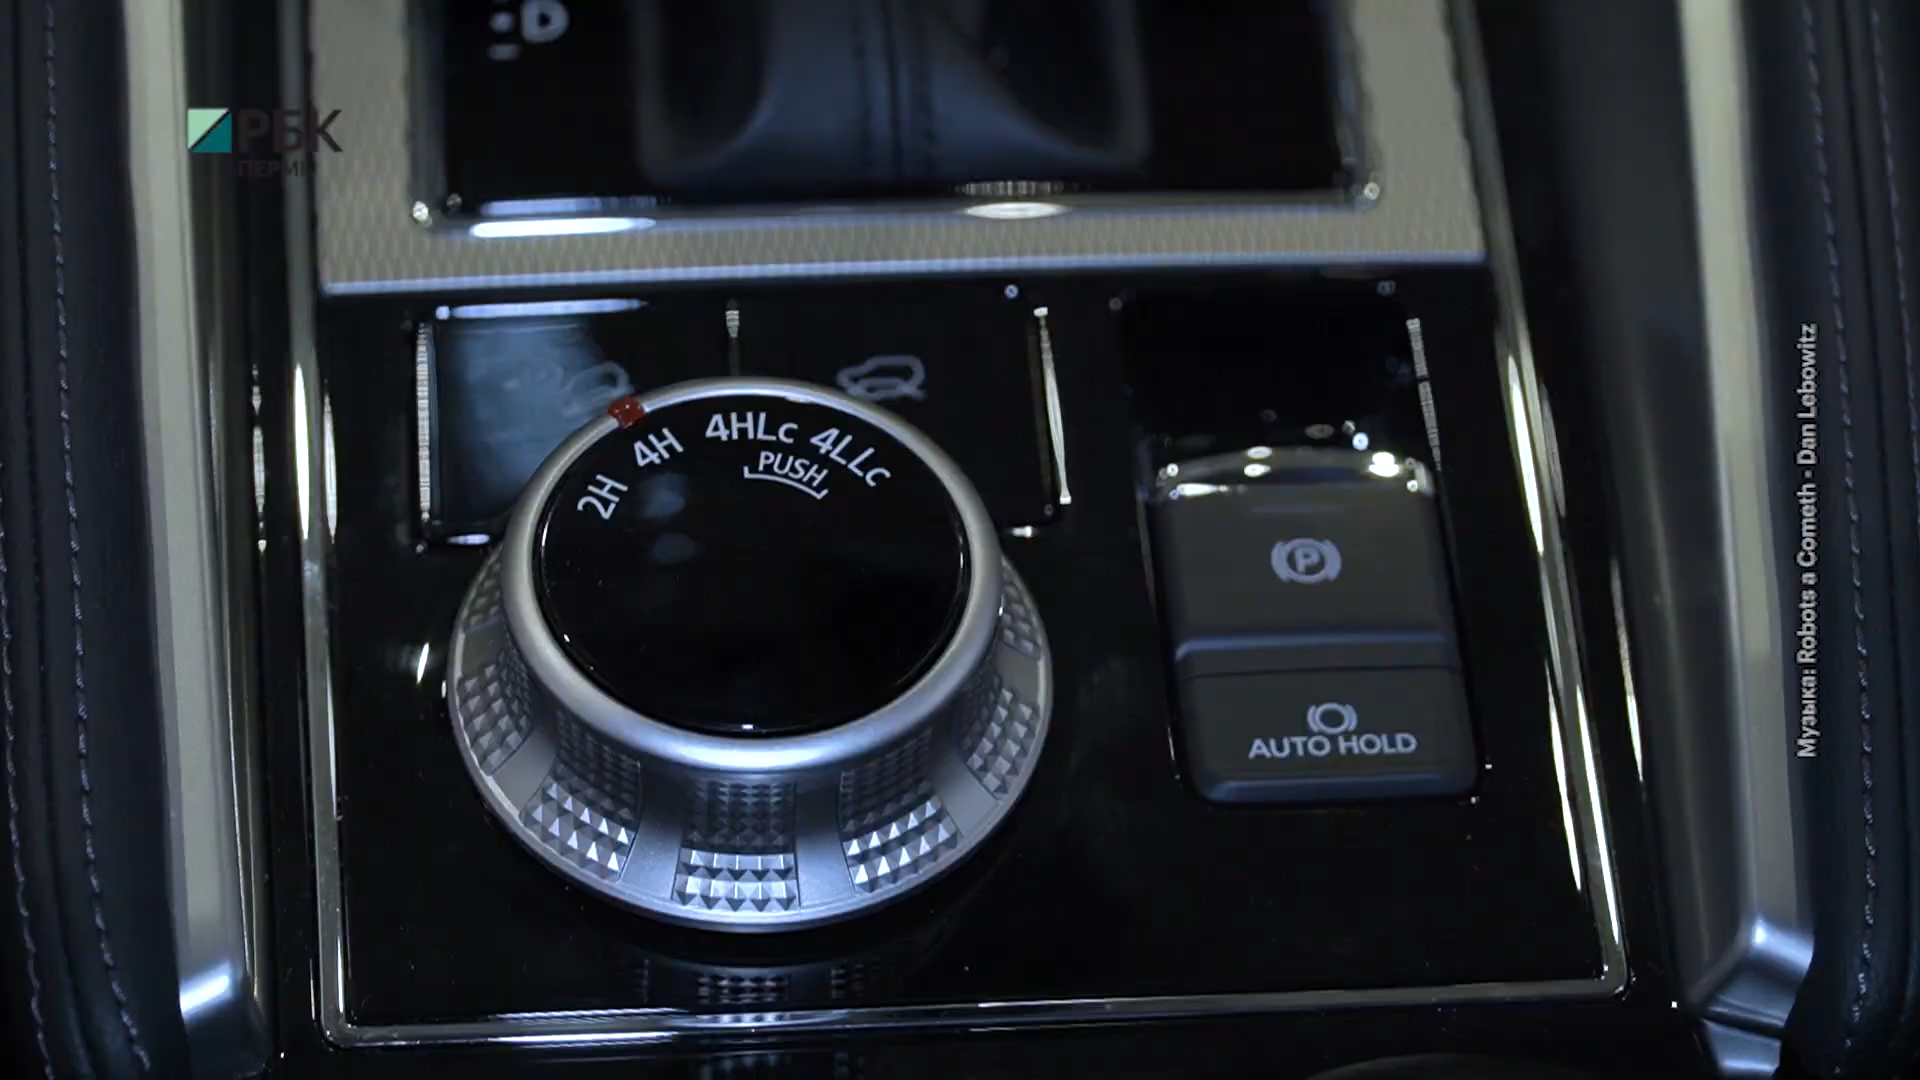 D
РБК
ПЕРМЬ
2H
4H
4HLc
4LLc
PUSH
P
AUTO HOLD
Музыка: Robots a Cometh - Dan Lebowitz